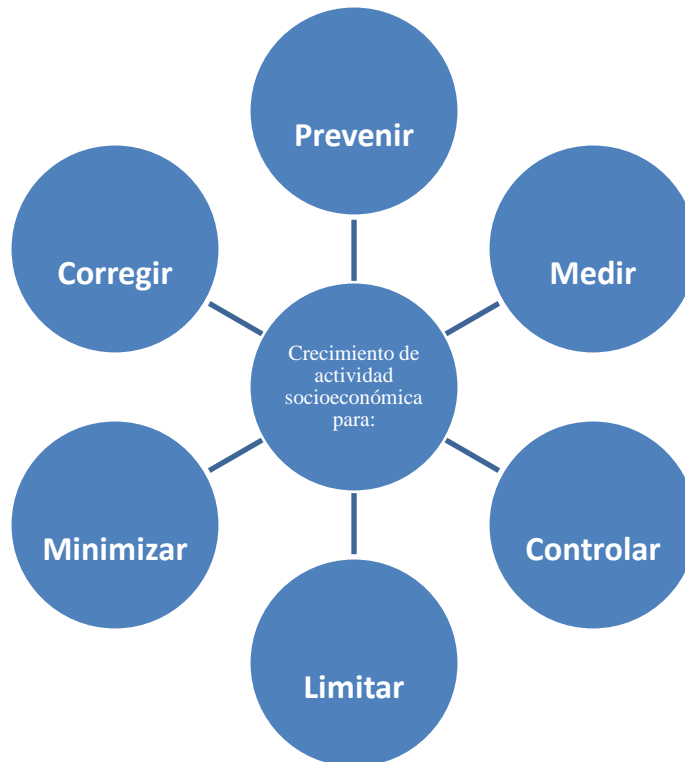 Prevenir
Corregir
Medir
Crecimiento de
actividad
socioeconómica
para:
Minimizar
Controlar
Limitar